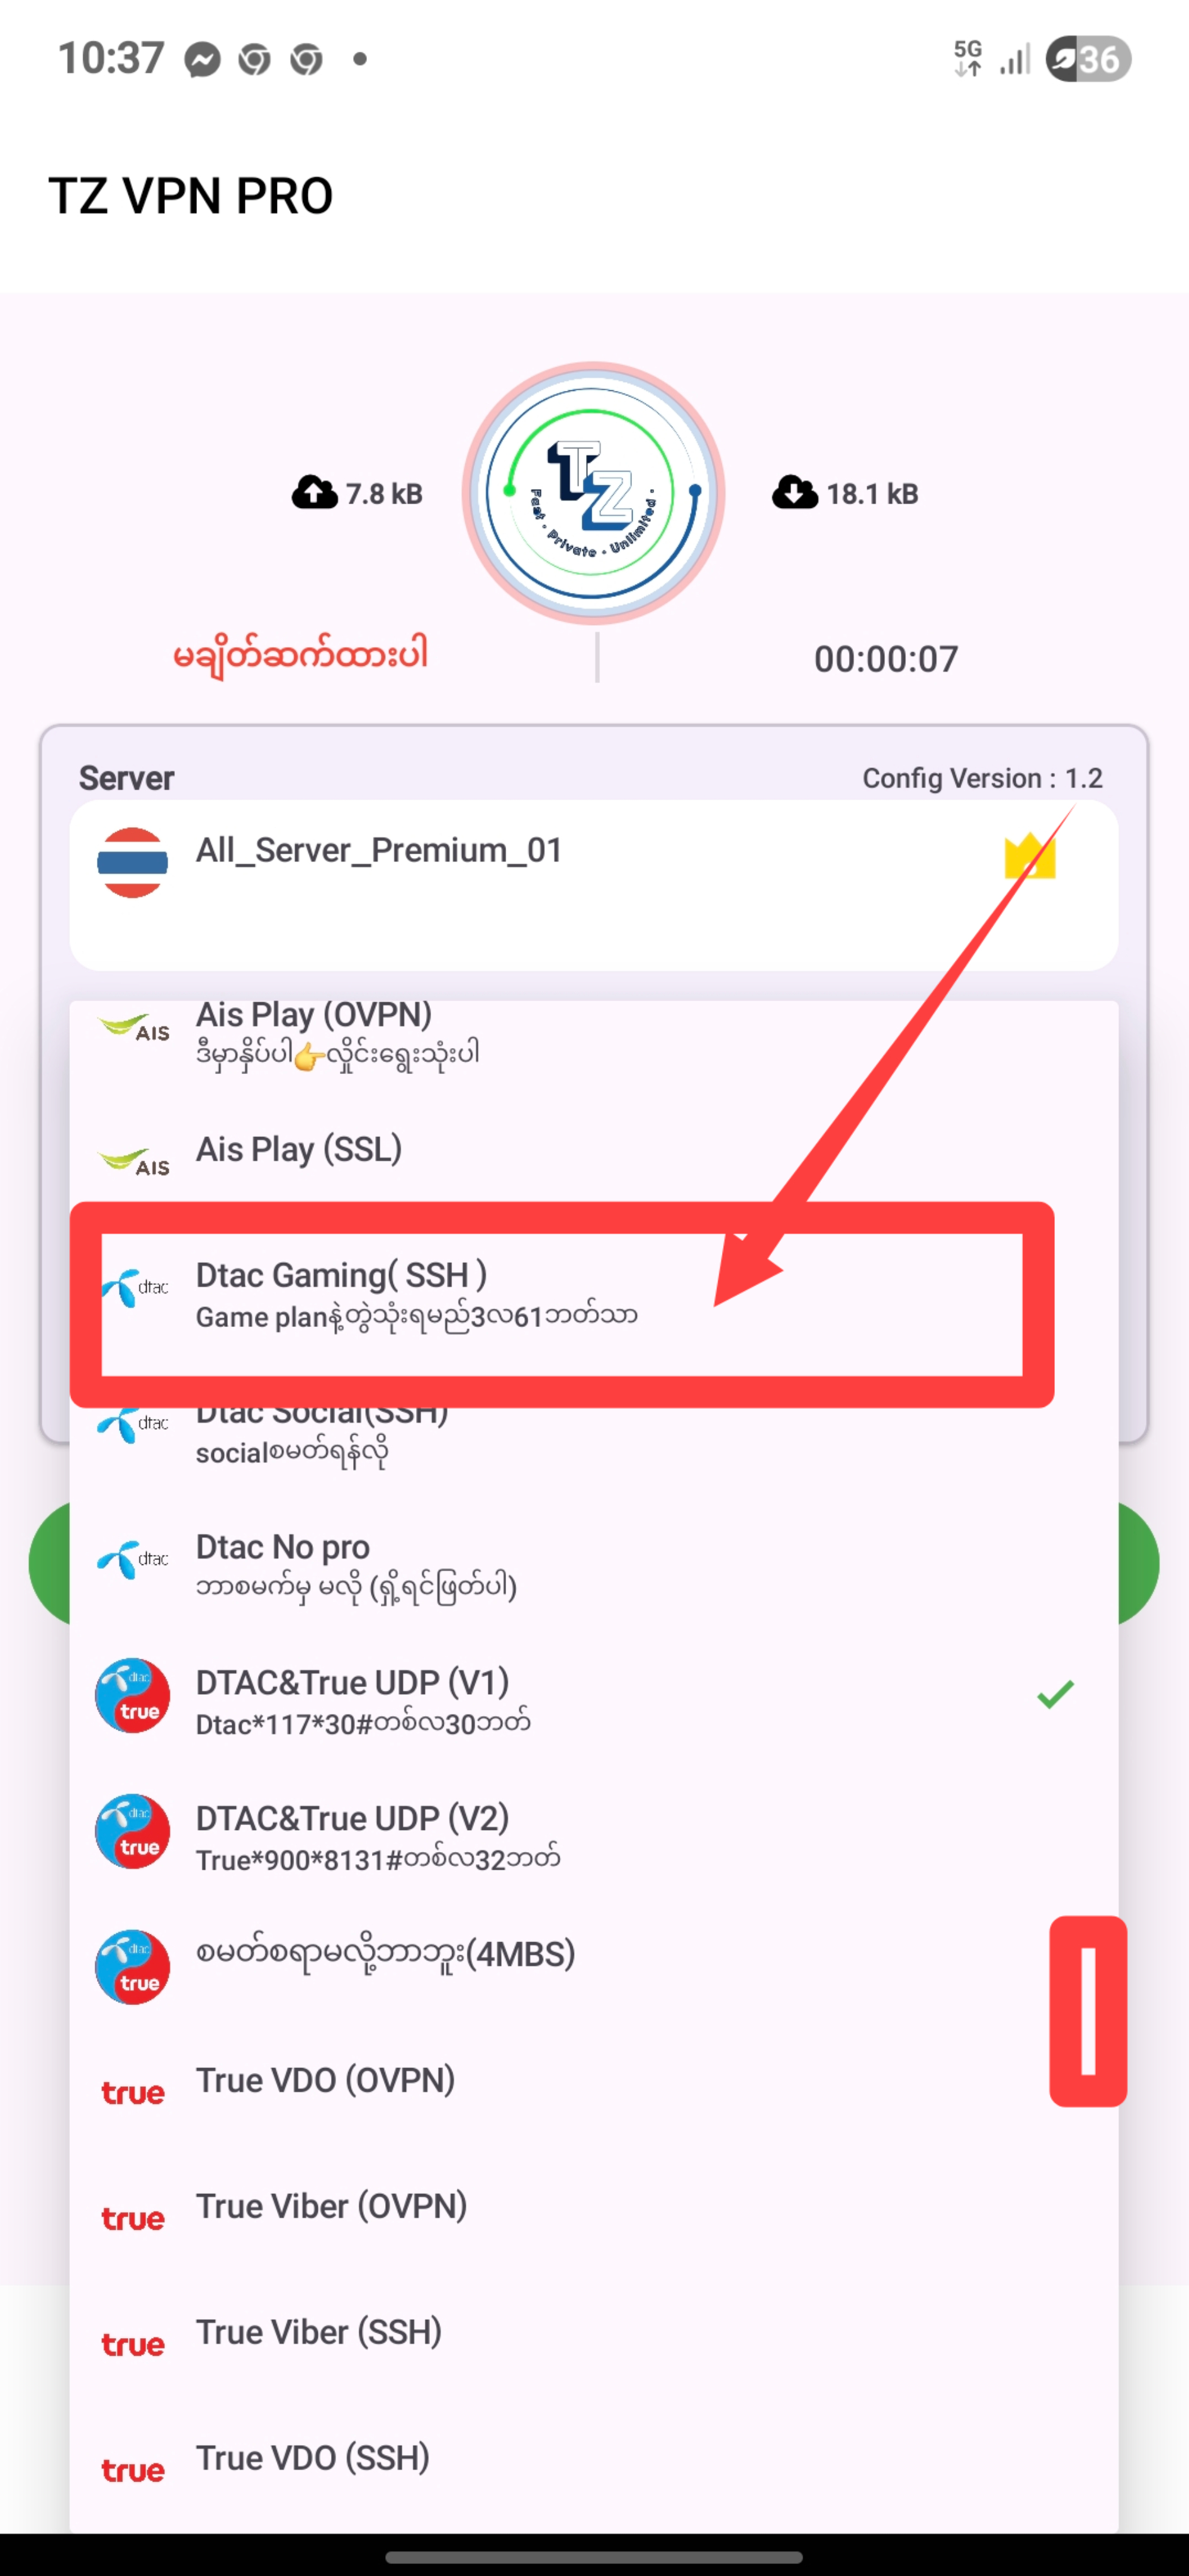 10:37
5G
36
TZ VPN PRO
7.8 kB
TZ
Fast • Private • Unlimited •
18.1 kB
မချိတ်ဆက်ထားပါ
00:00:07
Server
Config Version : 1.2
All_Server_Premium_01
AIS
Ais Play (OVPN)
ဒီမှာနှိပ်ပါ👉လှိုင်းရွေးသုံးပါ
AIS
Ais Play (SSL)
dtac
Dtac Gaming( SSH )
Game planနဲ့တွဲသုံးရမည်3လ61ဘတ်သာ
dtac
Dtac Social(SSH)
socialစမတ်ရန်လို
dtac
Dtac No pro
ဘာစမက်မှ မလို (ရှိ့ရင်ဖြတ်ပါ)
dtac
true
DTAC&True UDP (V1)
Dtac*117*30#တစ်လ30ဘတ်
dtac
true
DTAC&True UDP (V2)
True*900*8131#တစ်လ32ဘတ်
dtac
true
စမတ်စရာမလို့ဘာဘူး(4MBS)
true
True VDO (OVPN)
true
True Viber (OVPN)
true
True Viber (SSH)
true
True VDO (SSH)